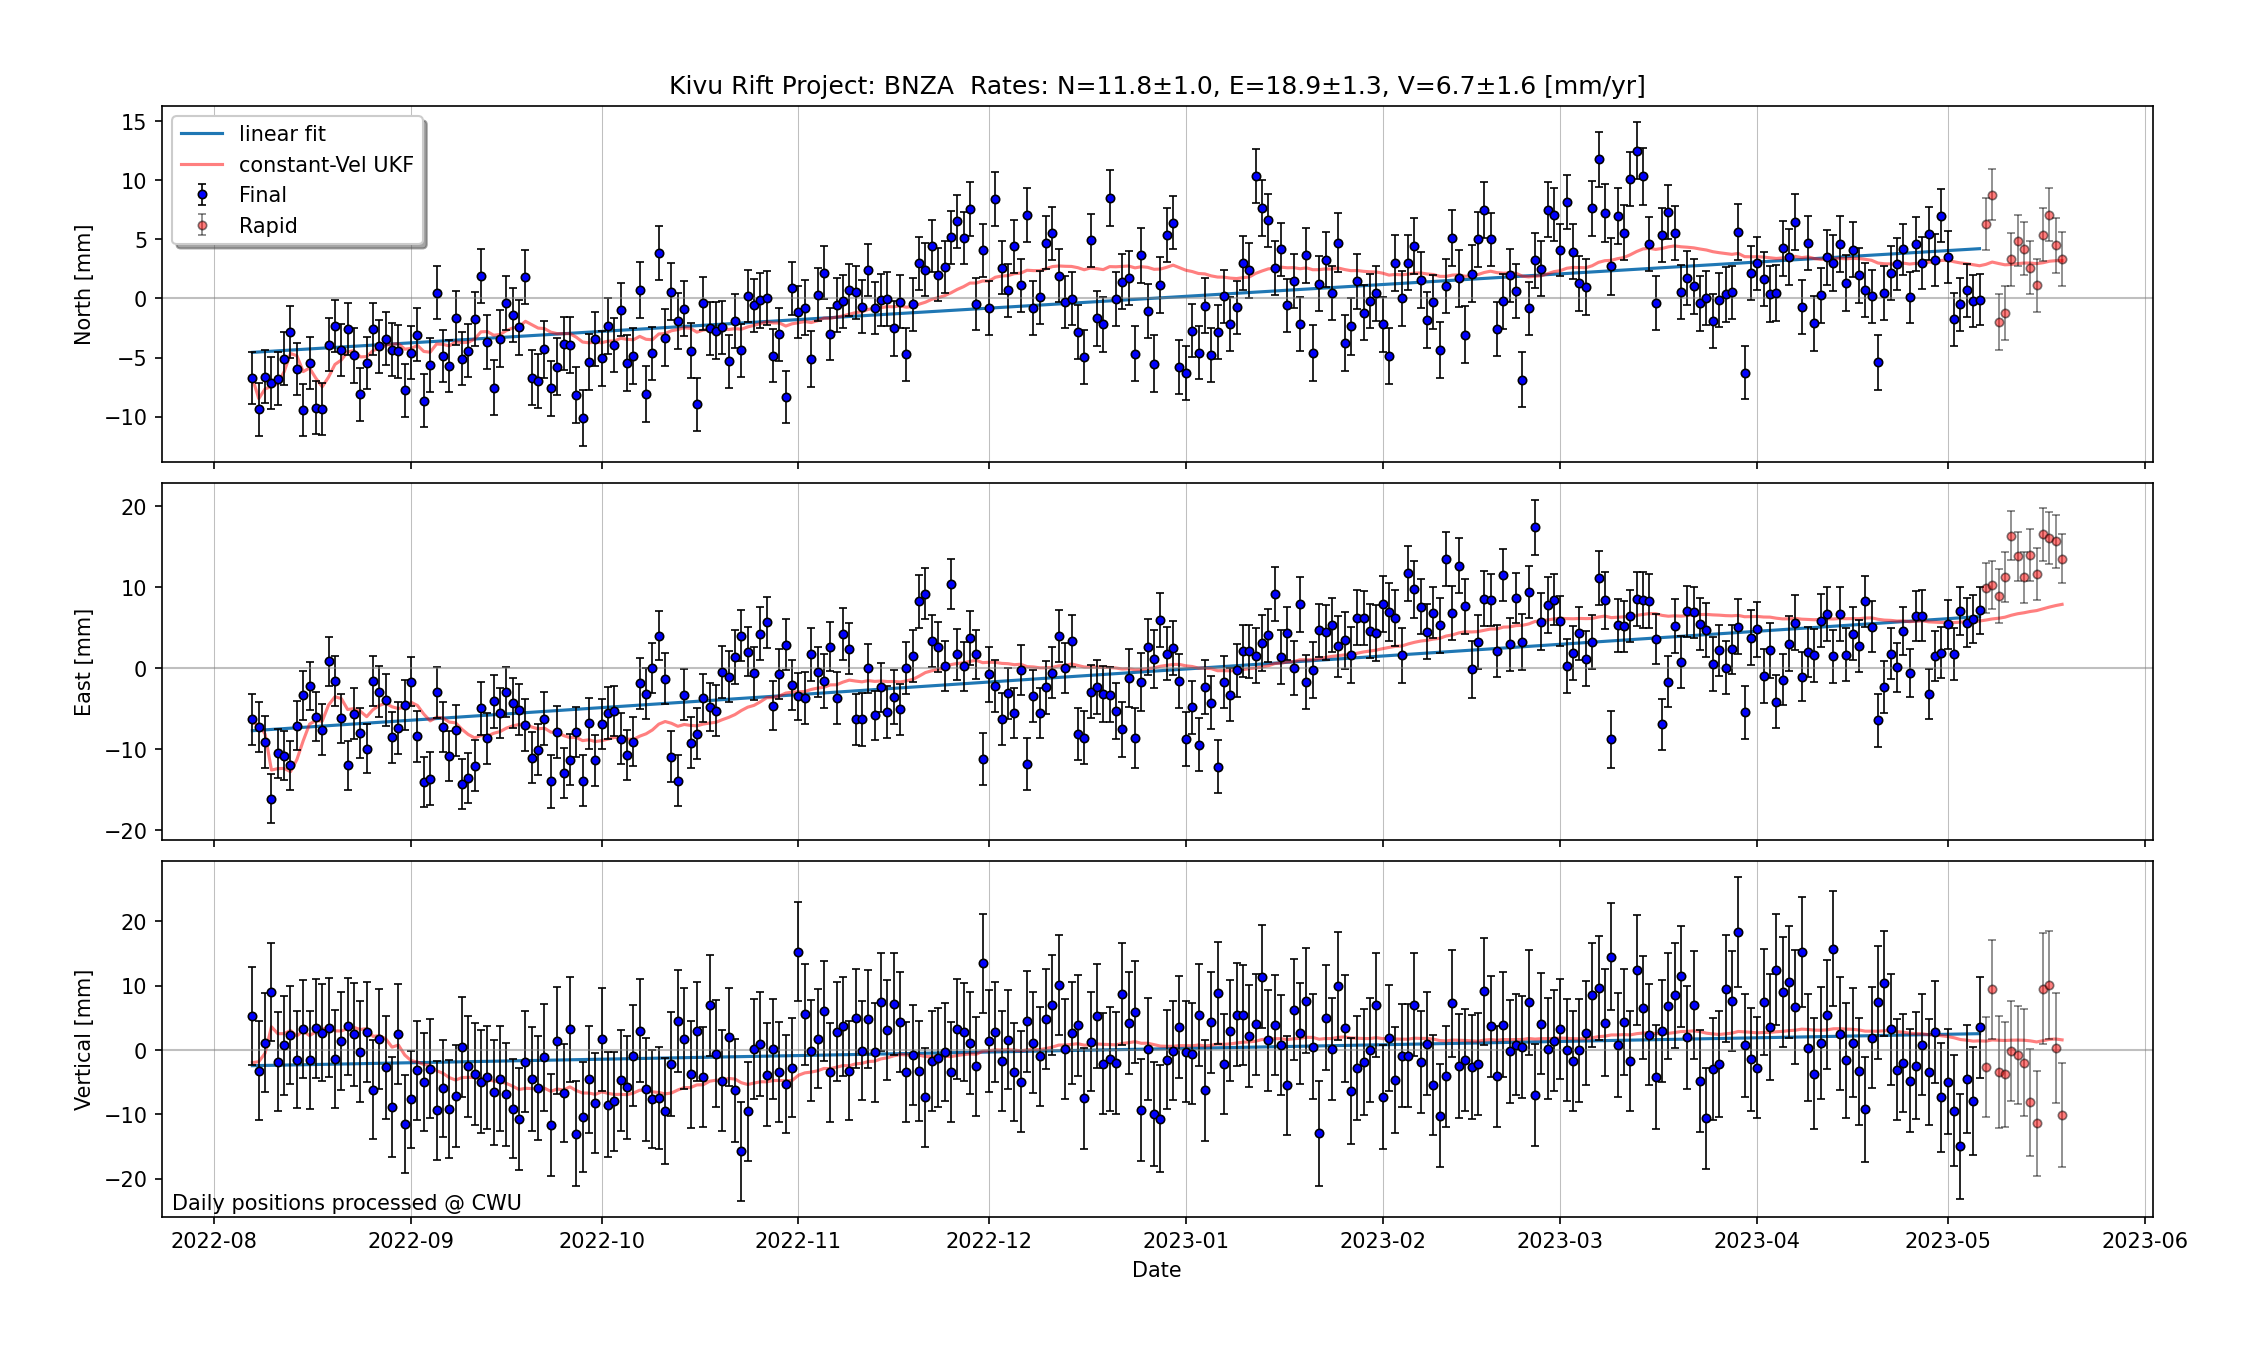 Kivu Rift Project: BNZA  Rates: N=11.8±1.0, E=18.9±1.3, V=6.7±1.6 [mm/yr]
linear fit
constant-Vel UKF
Final
Rapid
North [mm]
15
10
5
0
−5
−10
East [mm]
20
10
0
−10
−20
Vertical [mm]
20
10
0
−10
−20
Daily positions processed @ CWU
2022-08 2022-09 2022-10 2022-11 2022-12 2023-01 2023-02 2023-03 2023-04 2023-05 2023-06
Date